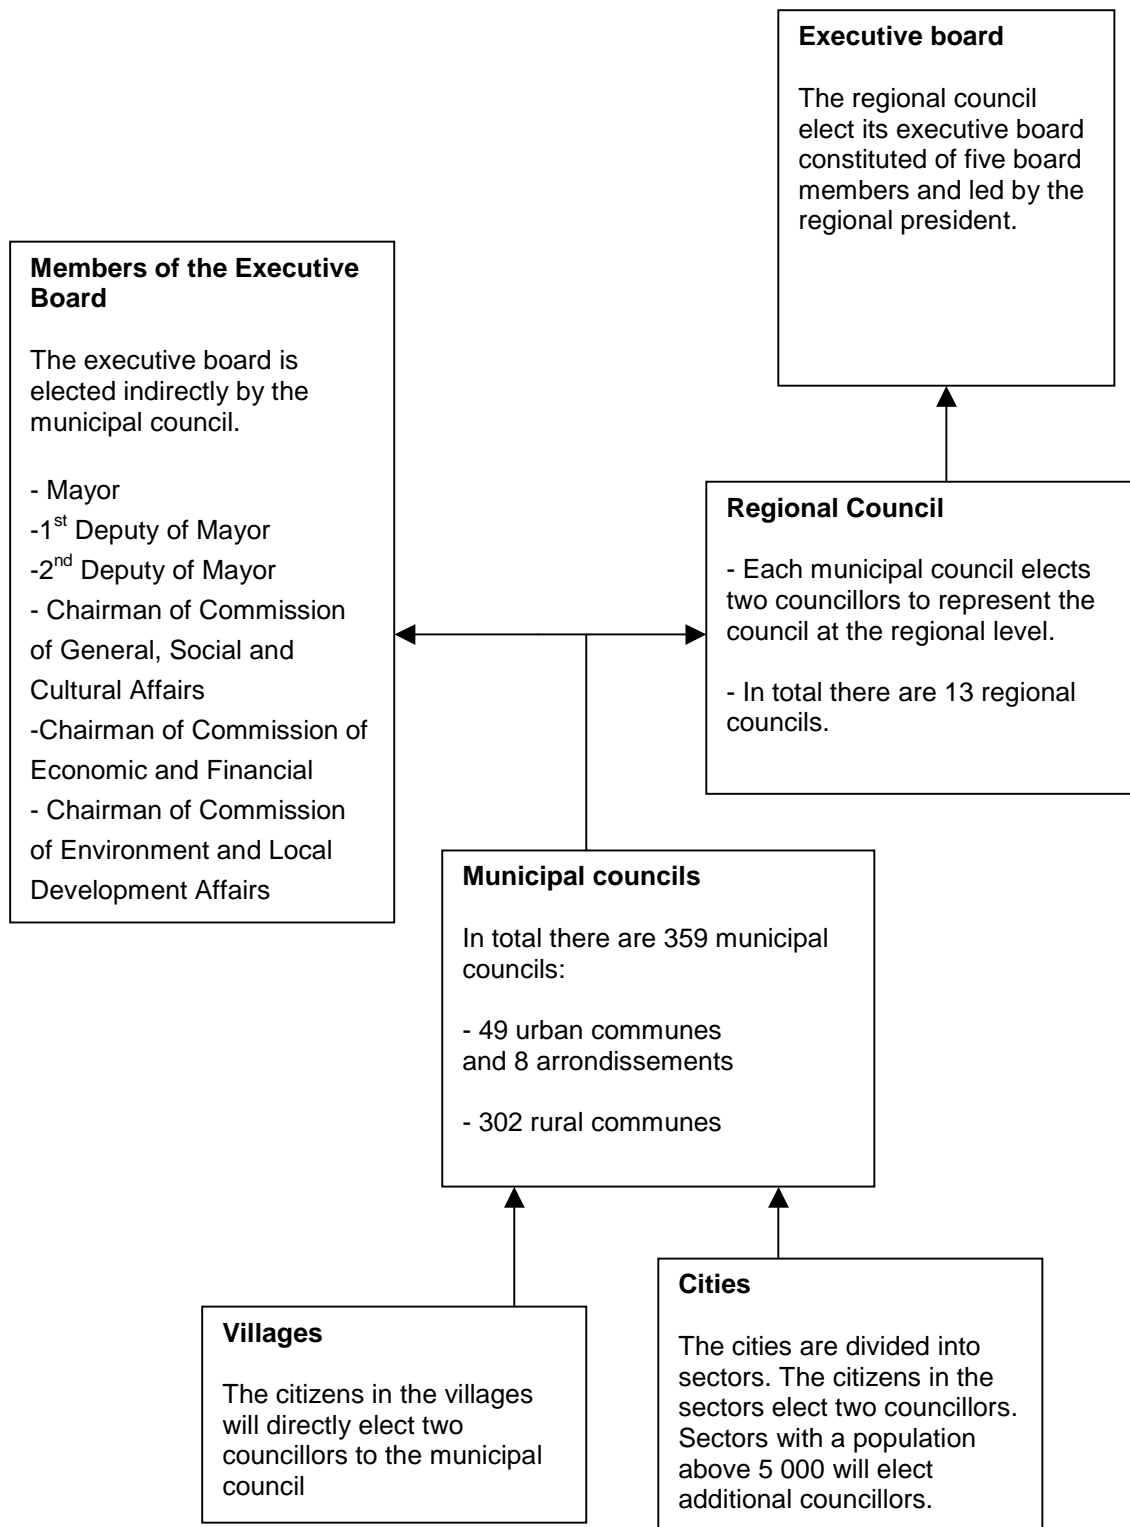 Executive board
The regional council
elect its executive board
constituted of five board
members and led by the
regional president.
Members of the Executive
Board
The executive board is
elected indirectly by the
municipal council.
- Mayor
-1st Deputy of Mayor
-2nd Deputy of Mayor
- Chairman of Commission
of General, Social and
Cultural Affairs
-Chairman of Commission of
Economic and Financial
- Chairman of Commission
of Environment and Local
Development Affairs
Regional Council
- Each municipal council elects
two councillors to represent the
council at the regional level.
- In total there are 13 regional
councils.
Municipal councils
In total there are 359 municipal
councils:
- 49 urban communes
and 8 arrondissements
- 302 rural communes
Villages
The citizens in the villages
will directly elect two
councillors to the municipal
council
Cities
The cities are divided into
sectors. The citizens in the
sectors elect two councillors.
Sectors with a population
above 5 000 will elect
additional councillors.